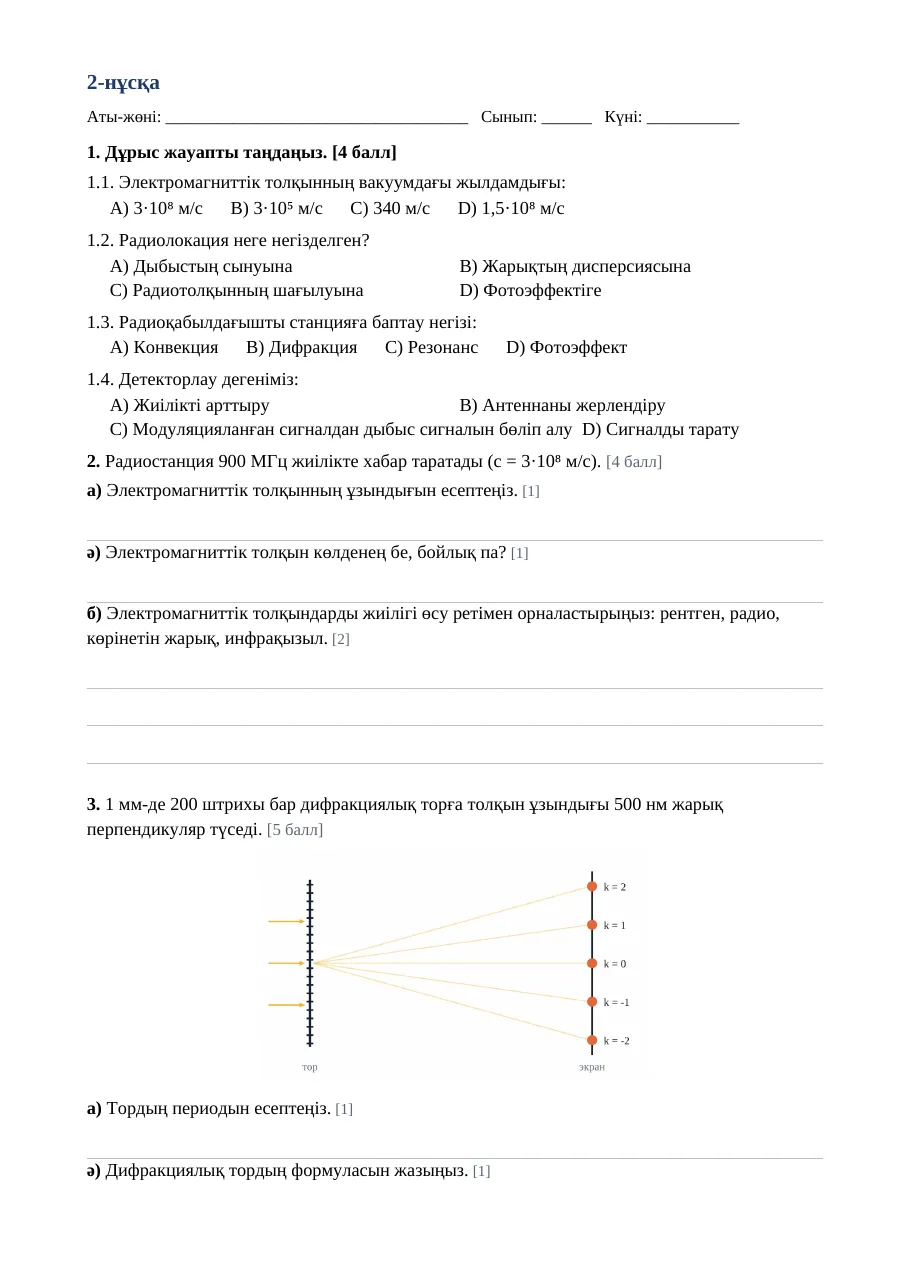 2-нұсқа
Аты-жөні: ____________________________________ Сынып: ______ Күні: ___________
1. Дұрыс жауапты таңдаңыз. [4 балл]
1.1. Электромагниттік толқынның вакуумдағы жылдамдығы:
A) 3·10⁸ м/с B) 3·10⁵ м/с C) 340 м/с D) 1,5·10⁸ м/с
1.2. Радиолокация неге негізделген?
A) Дыбыстың сынуына B) Жарықтың дисперсиясына
C) Радиотолқынның шағылуына D) Фотоэффектіге
1.3. Радиоқабылдағышты станцияға баптау негізі:
A) Конвекция B) Дифракция C) Резонанс D) Фотоэффект
1.4. Детекторлау дегеніміз:
A) Жиілікті арттыру B) Антеннаны жерлендіру
C) Модуляцияланған сигналдан дыбыс сигналын бөліп алу D) Сигналды тарату
2. Радиостанция 900 МГц жиілікте хабар таратады (c = 3·10⁸ м/с). [4 балл]
а) Электромагниттік толқынның ұзындығын есептеңіз. [1]
ә) Электромагниттік толқын көлденең бе, бойлық па? [1]
б) Электромагниттік толқындарды жиілігі өсу ретімен орналастырыңыз: рентген, радио,
көрінетін жарық, инфрақызыл. [2]
3. 1 мм-де 200 штрихы бар дифракциялық торға толқын ұзындығы 500 нм жарық
перпендикуляр түседі. [5 балл]
k = 2
k = 1
k = 0
k = -1
k = -2
тор экран
а) Тордың периодын есептеңіз. [1]
ә) Дифракциялық тордың формуласын жазыңыз. [1]